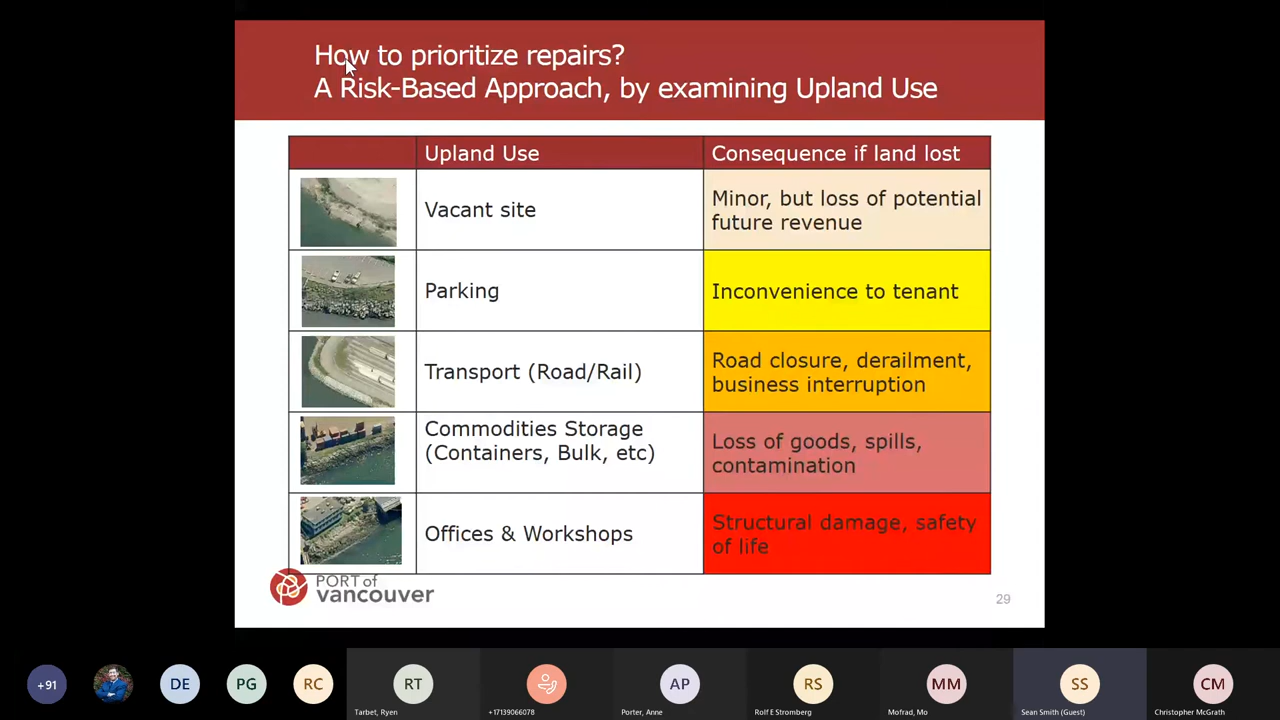 How to prioritize repairs?
A Risk-Based Approach, by examining Upland Use
Upland Use
Consequence if land lost
Vacant site
Minor, but loss of potential
future revenue
Parking
Inconvenience to tenant
Transport (Road/Rail)
Road closure, derailment,
business interruption
Commodities Storage
(Containers, Bulk, etc)
Loss of goods, spills,
contamination
Offices & Workshops
Structural damage, safety
of life
PORT of
vancouver
29
+91
DE
PG
RC
RT
Tarbet, Ryen
+17139066078
AP
Porter, Anne
RS
Rolf E Stromberg
MM
Mofrad, Mo
SS
Sean Smith (Guest)
CM
Christopher McGrath